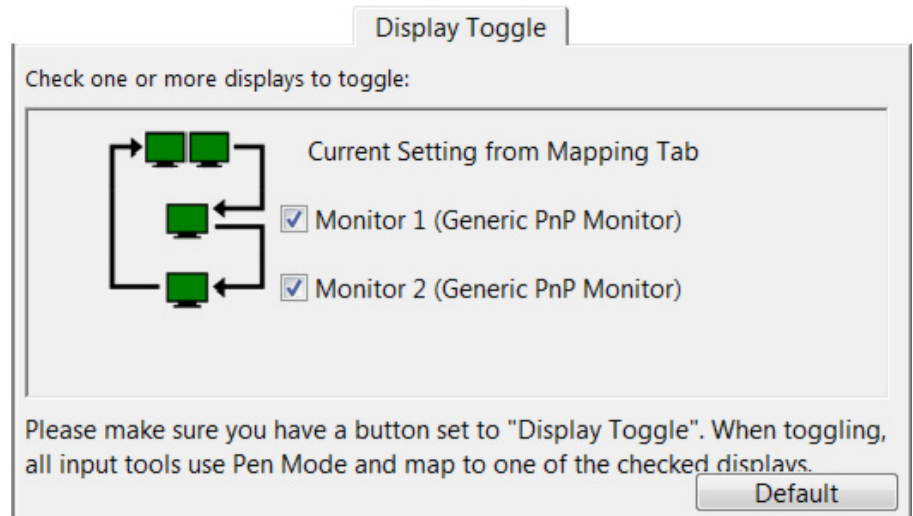 Display Toggle
Check one or more displays to toggle:
Current Setting from Mapping Tab
Monitor 1 (Generic PnP Monitor)
Monitor 2 (Generic PnP Monitor)
Please make sure you have a button set to "Display Toggle". When toggling,
all input tools use Pen Mode and map to one of the checked displays.
Default